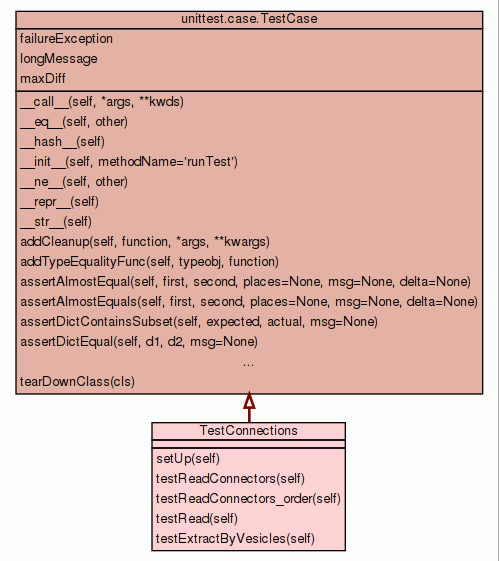 unittest.case.TestCase
failureException
longMessage
maxDiff
__call__(self, *args, **kwds)
__eq__(self, other)
__hash__(self)
__init__(self, methodName='runTest')
__ne__(self, other)
__repr__(self)
__str__(self)
addCleanup(self, function, *args, **kwargs)
addTypeEqualityFunc(self, typeobj, function)
assertAlmostEqual(self, first, second, places=None, msg=None, delta=None)
assertAlmostEquals(self, first, second, places=None, msg=None, delta=None)
assertDictContainsSubset(self, expected, actual, msg=None)
assertDictEqual(self, d1, d2, msg=None)
...
tearDownClass(cls)
TestConnections
setUp(self)
testReadConnectors(self)
testReadConnectors_order(self)
testRead(self)
testExtractByVesicles(self)